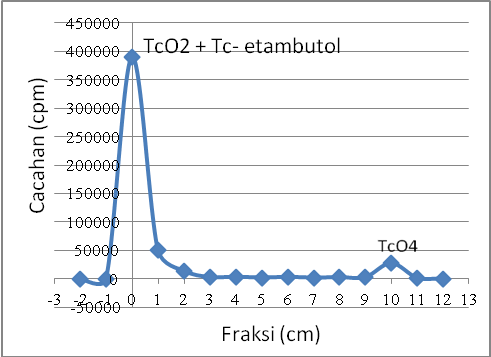 450000
400000
350000
300000
250000
200000
150000
100000
50000
0
-50000
TcO2 + Tc- etambutol
TcO4
-3 -2 -1 0 1 2 3 4 5 6 7 8 9 10 11 12 13
Cacahan (cpm)
Fraksi (cm)